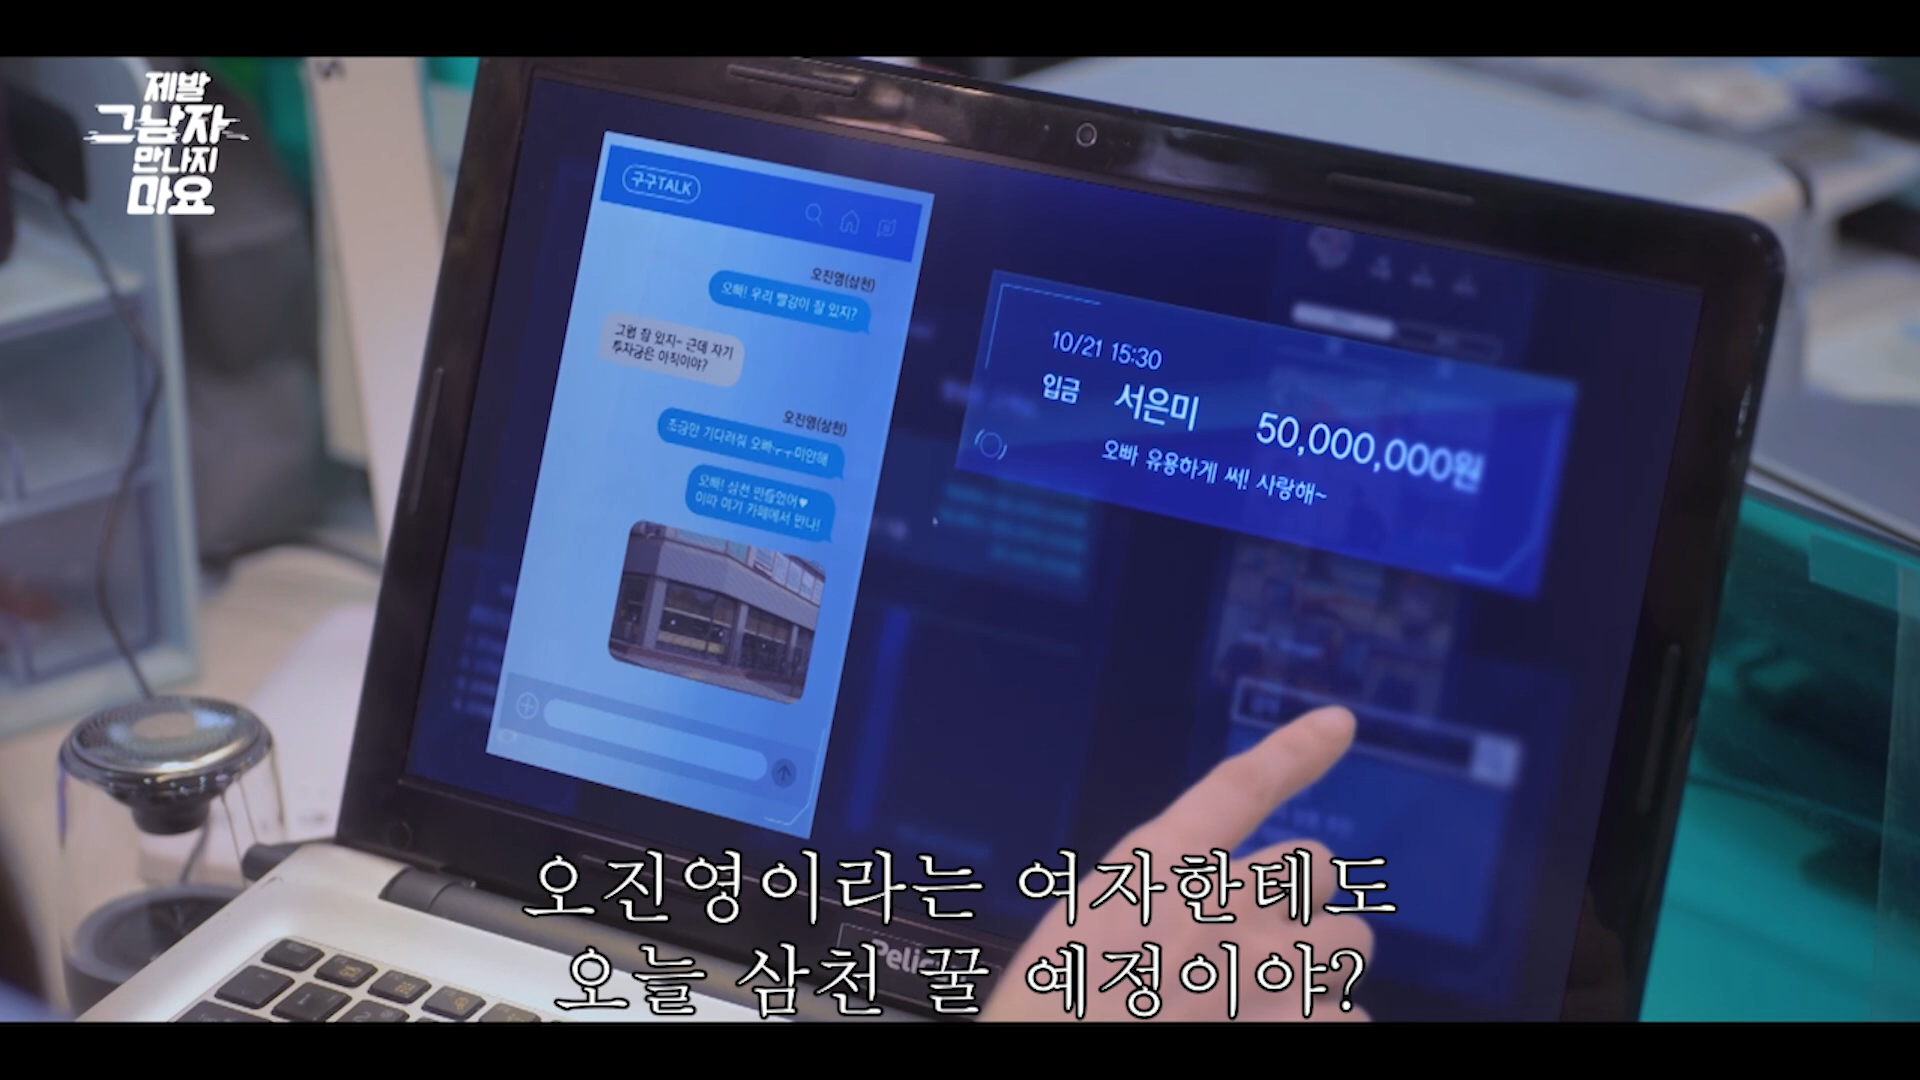 제발
그남자
만나지
마요
구구TALK
오진영(삼천)
오빠! 우리 빨강이 잘 있지?
그럼 잘 있지~ 근데 자기
투자금은 아직이야?
오진영(삼천)
조금만 기다려줘 오빠ㅜㅜ미안해
오빠! 삼천 만들었어♥
이따 여기 카페에서 만나!
10/21 15:30
입금 서은미 50,000,000원
오빠 유용하게 써! 사랑해~
오진영이라는 여자한테도
오늘 삼천 꿀 예정이야?